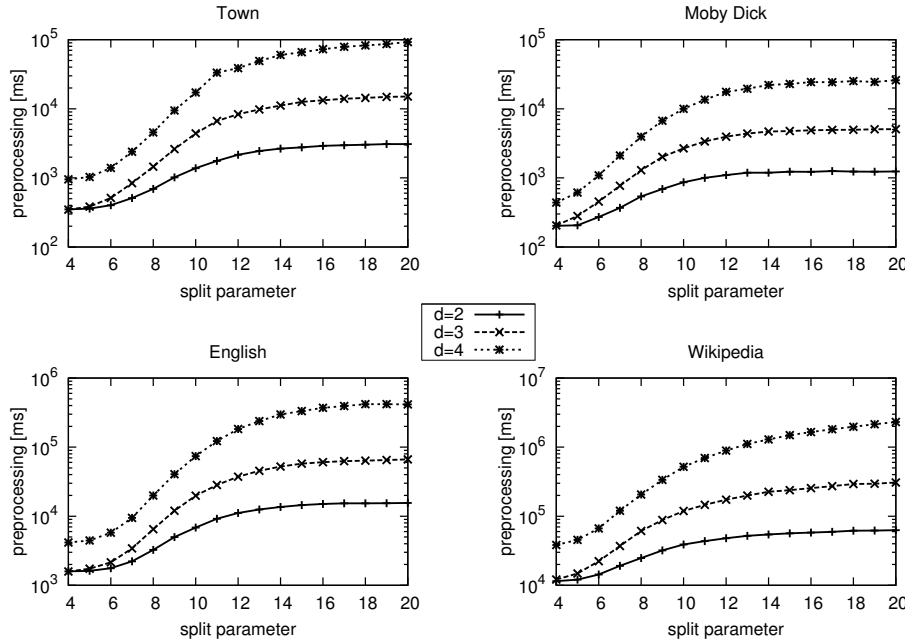 Town
preprocessing [ms]
10^5
10^4
10^3
10^2
4 6 8 10 12 14 16 18 20
split parameter
Moby Dick
preprocessing [ms]
10^5
10^4
10^3
10^2
4 6 8 10 12 14 16 18 20
split parameter
d=2
d=3
d=4
English
preprocessing [ms]
10^6
10^5
10^4
10^3
4 6 8 10 12 14 16 18 20
split parameter
Wikipedia
preprocessing [ms]
10^7
10^6
10^5
10^4
4 6 8 10 12 14 16 18 20
split parameter